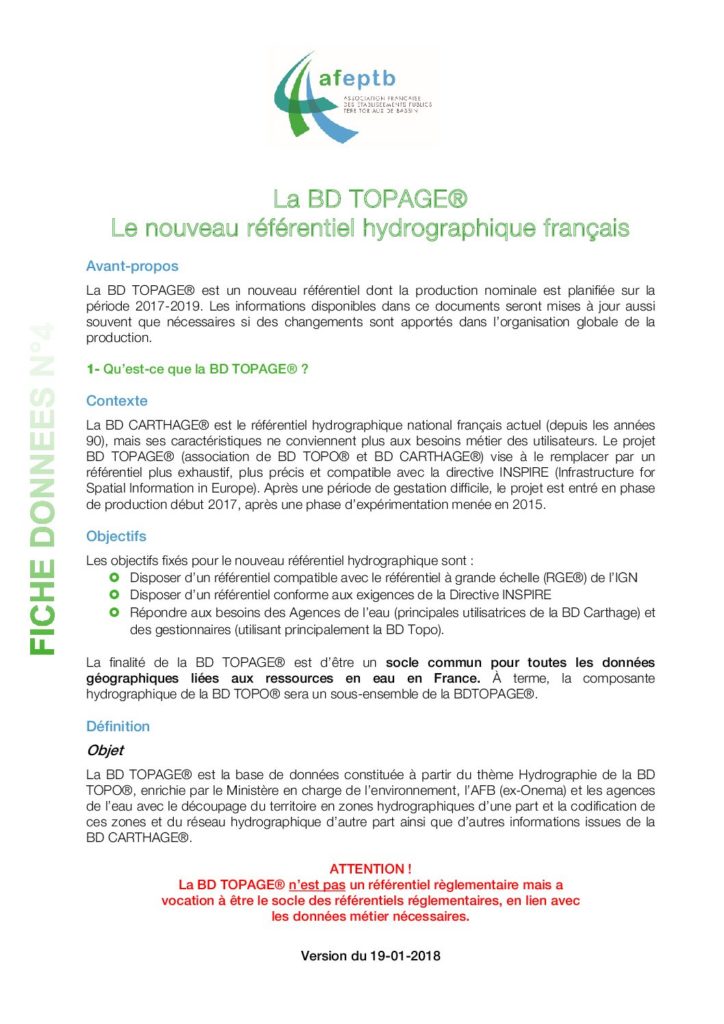 afeptb
ASSOCIATION FRANCAISE
DES ETABLISSEMENTS PUBLICS
TERRITORIAUX DE BASSIN
La BD TOPAGE®
Le nouveau référentiel hydrographique français
Avant-propos
La BD TOPAGE® est un nouveau référentiel dont la production nominale est planifiée sur la
période 2017-2019. Les informations disponibles dans ce documents seront mises à jour aussi
souvent que nécessaires si des changements sont apportés dans l'organisation globale de la
production.
1- Qu'est-ce que la BD TOPAGE® ?
Contexte
La BD CARTHAGE® est le référentiel hydrographique national français actuel (depuis les années
90), mais ses caractéristiques ne conviennent plus aux besoins métier des utilisateurs. Le projet
BD TOPAGE® (association de BD TOPO® et BD CARTHAGE®) vise à le remplacer par un
référentiel plus exhaustif, plus précis et compatible avec la directive INSPIRE (Infrastructure for
Spatial Information in Europe). Après une période de gestation difficile, le projet est entré en phase
de production début 2017, après une phase d'expérimentation menée en 2015.
Objectifs
Les objectifs fixés pour le nouveau référentiel hydrographique sont :
Disposer d'un référentiel compatible avec le référentiel à grande échelle (RGE®) de l'IGN
Disposer d'un référentiel conforme aux exigences de la Directive INSPIRE
Répondre aux besoins des Agences de l'eau (principales utilisatrices de la BD Carthage) et
des gestionnaires (utilisant principalement la BD Topo).
La finalité de la BD TOPAGE® est d'être un socle commun pour toutes les données
géographiques liées aux ressources en eau en France. À terme, la composante
hydrographique de la BD TOPO® sera un sous-ensemble de la BDTOPAGE®.
Définition
Objet
La BD TOPAGE® est la base de données constituée à partir du thème Hydrographie de la BD
TOPO®, enrichie par le Ministère en charge de l'environnement, l'AFB (ex-Onema) et les agences
de l'eau avec le découpage du territoire en zones hydrographiques d'une part et la codification de
ces zones et du réseau hydrographique d'autre part ainsi que d'autres informations issues de la
BD CARTHAGE®.
ATTENTION !
La BD TOPAGE® n'est pas un référentiel règlementaire mais a
vocation à être le socle des référentiels réglementaires, en lien avec
les données métier nécessaires.
Version du 19-01-2018
FICHE DONNEES N°4